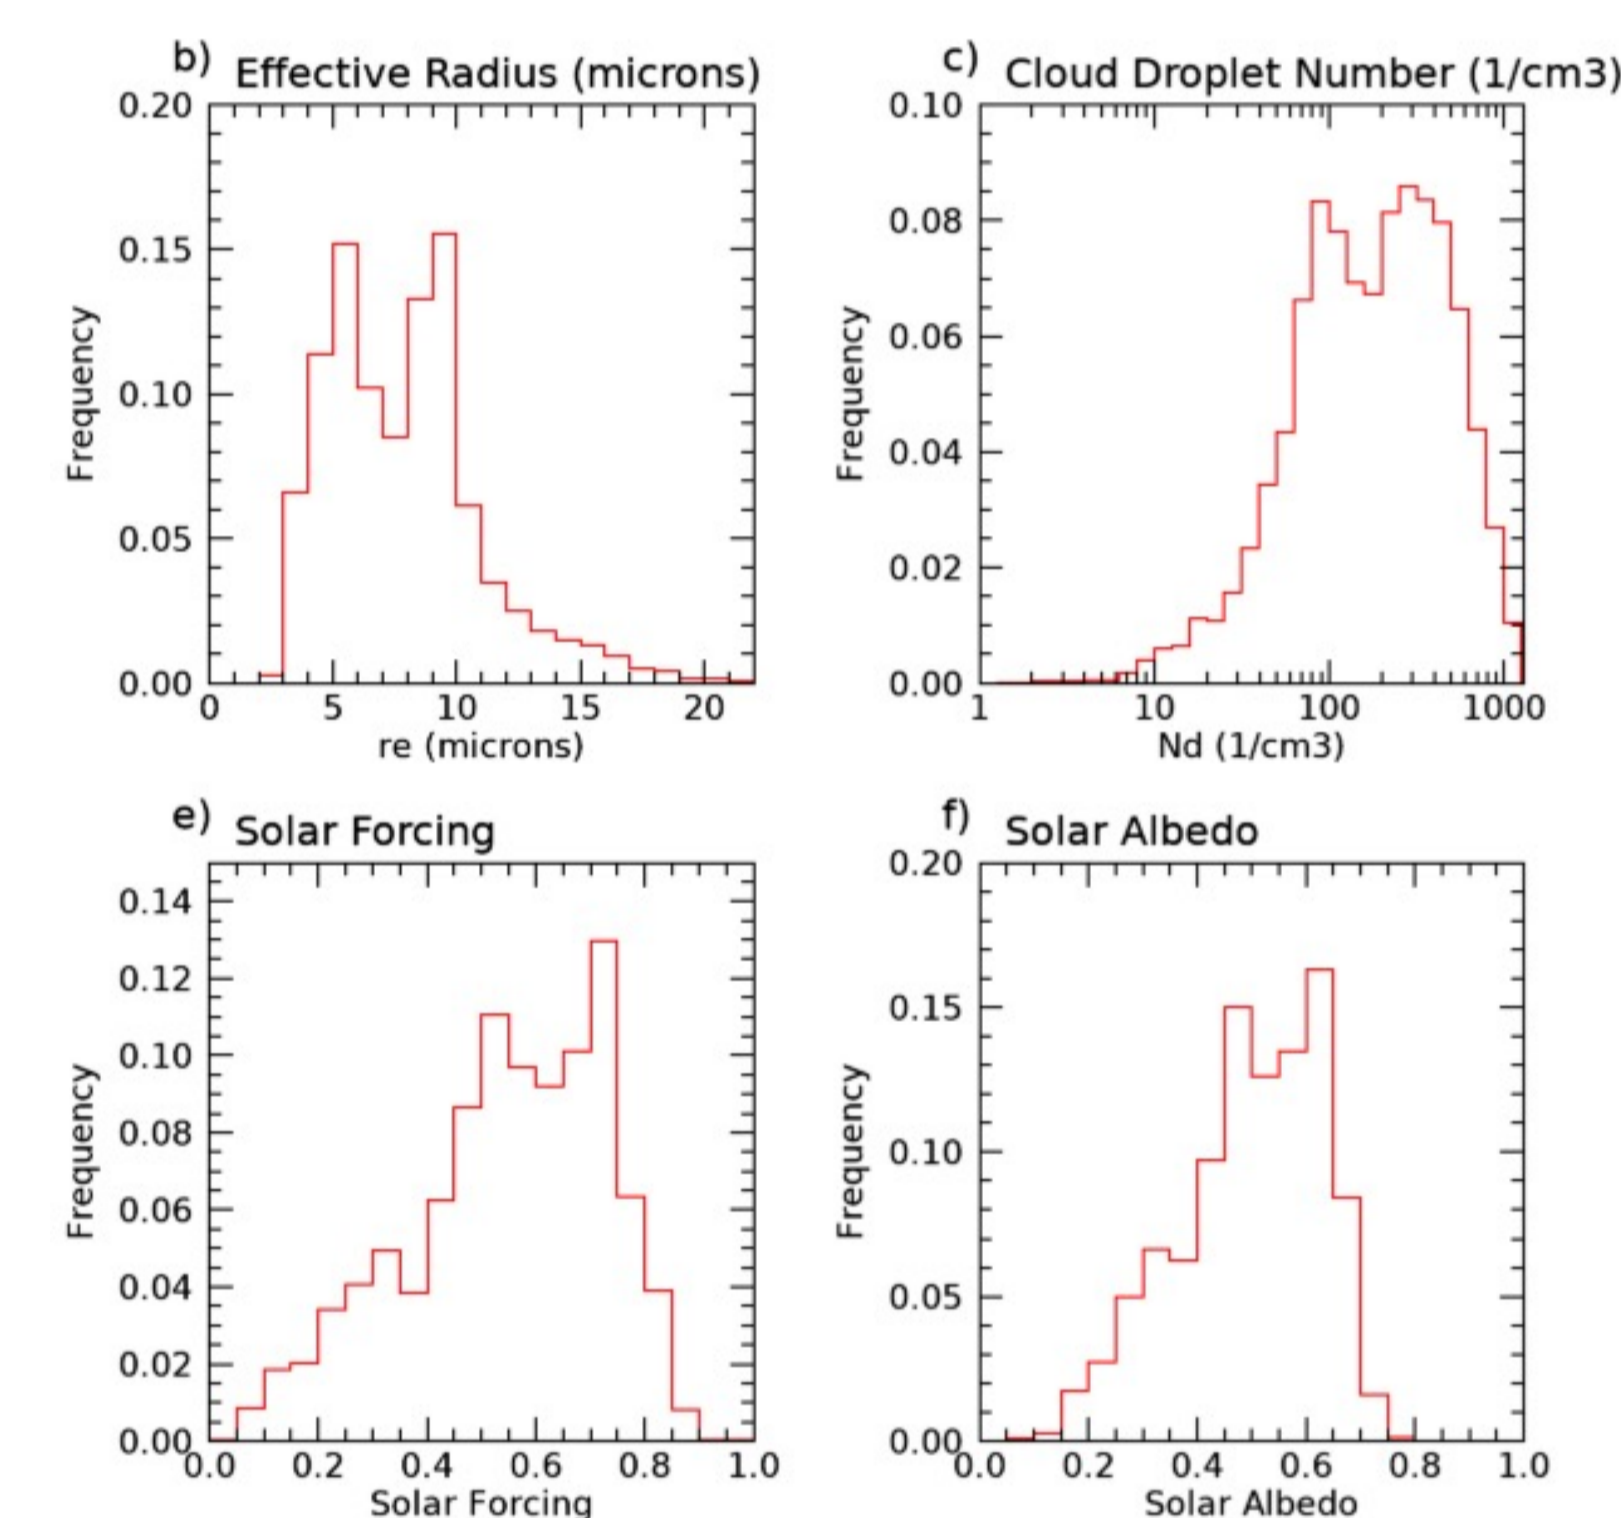 b) Effective Radius (microns)
0.20
0.15
0.10
0.05
0.00
Frequency
0 5 10 15 20
re (microns)
c) Cloud Droplet Number (1/cm3)
0.10
0.08
0.06
0.04
0.02
0.00
Frequency
1 10 100 1000
Nd (1/cm3)
e) Solar Forcing
0.14
0.12
0.10
0.08
0.06
0.04
0.02
0.00
Frequency
0.0 0.2 0.4 0.6 0.8 1.0
Solar Forcing
f) Solar Albedo
0.20
0.15
0.10
0.05
0.00
Frequency
0.0 0.2 0.4 0.6 0.8 1.0
Solar Albedo